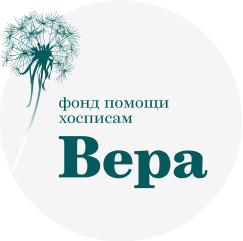 фонд помощи
хосписам
Вера